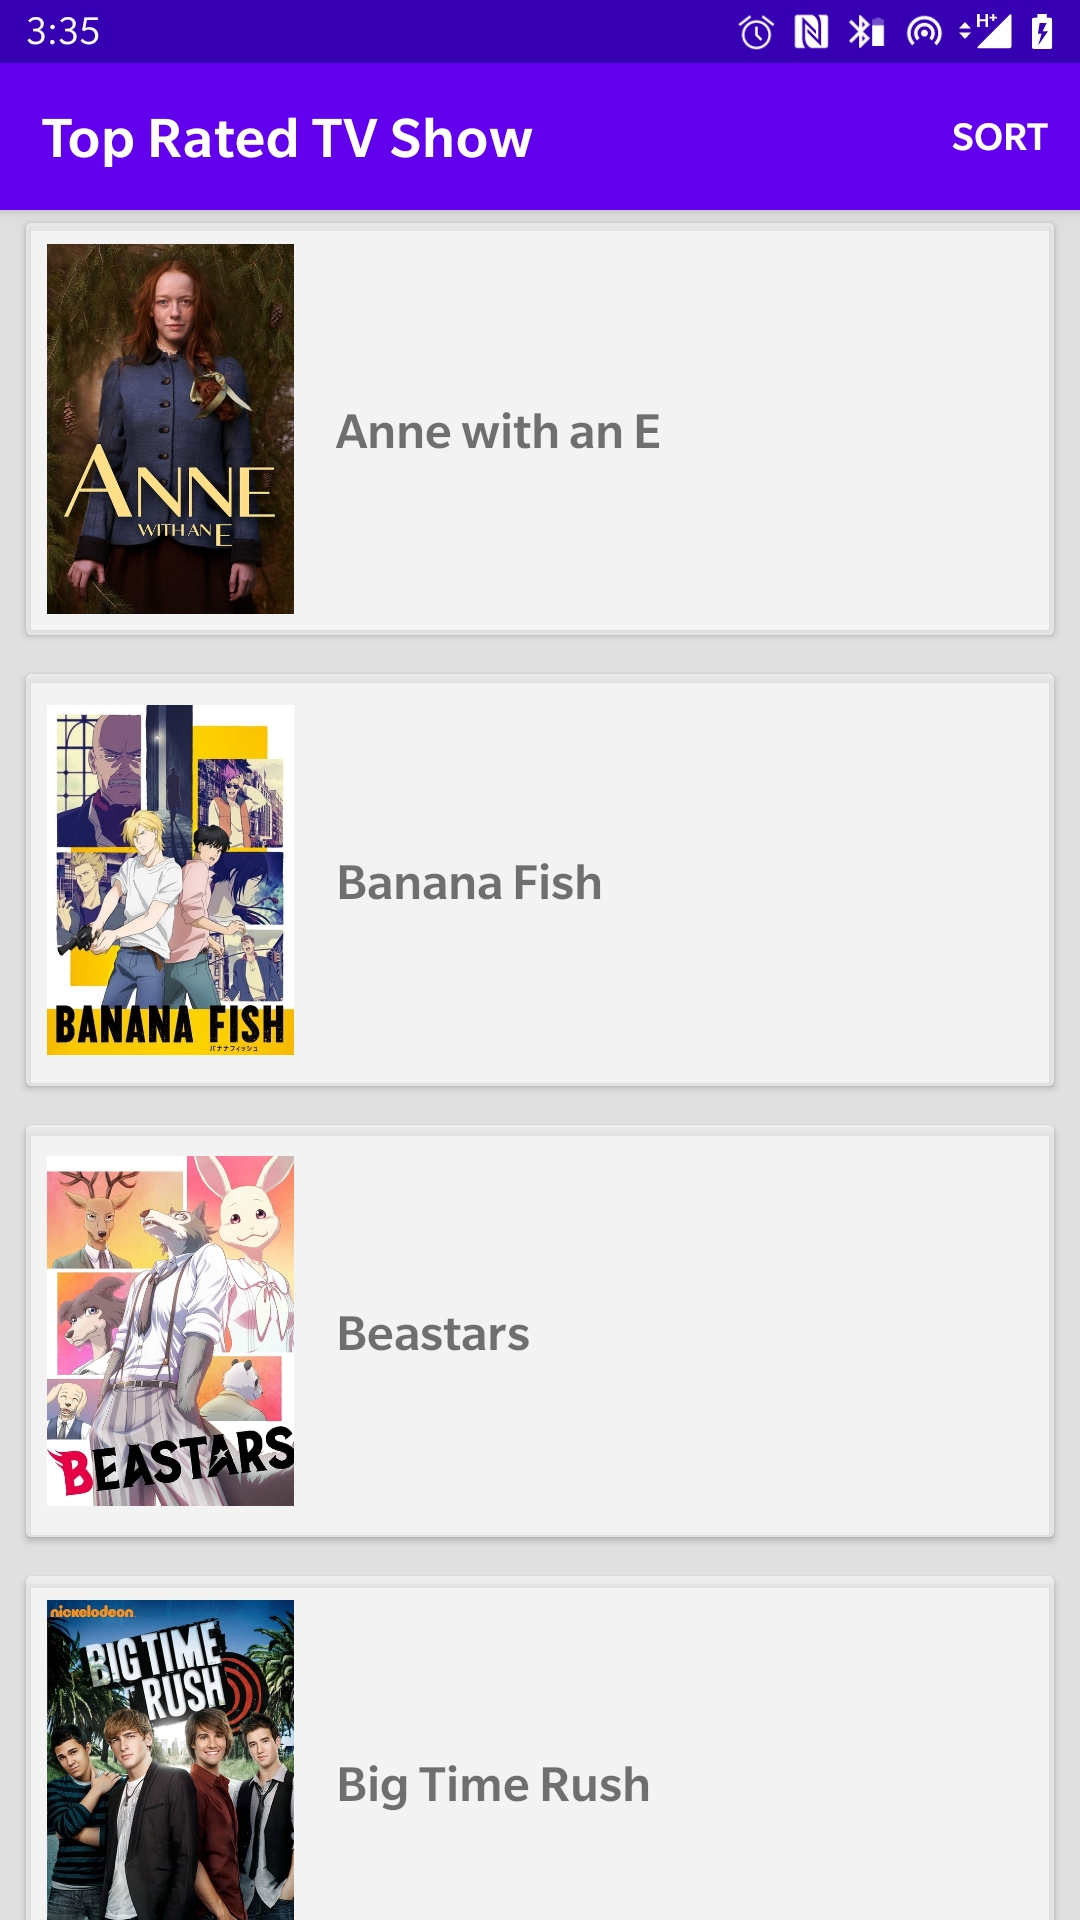 3:35
H+
Top Rated TV Show
SORT
ANNE
WITH AN E
Anne with an E
BANANA FISH
バナナフィッシュ
Banana Fish
BEASTARS
Beastars
nickelodeon
BIG TIME
RUSH
Big Time Rush